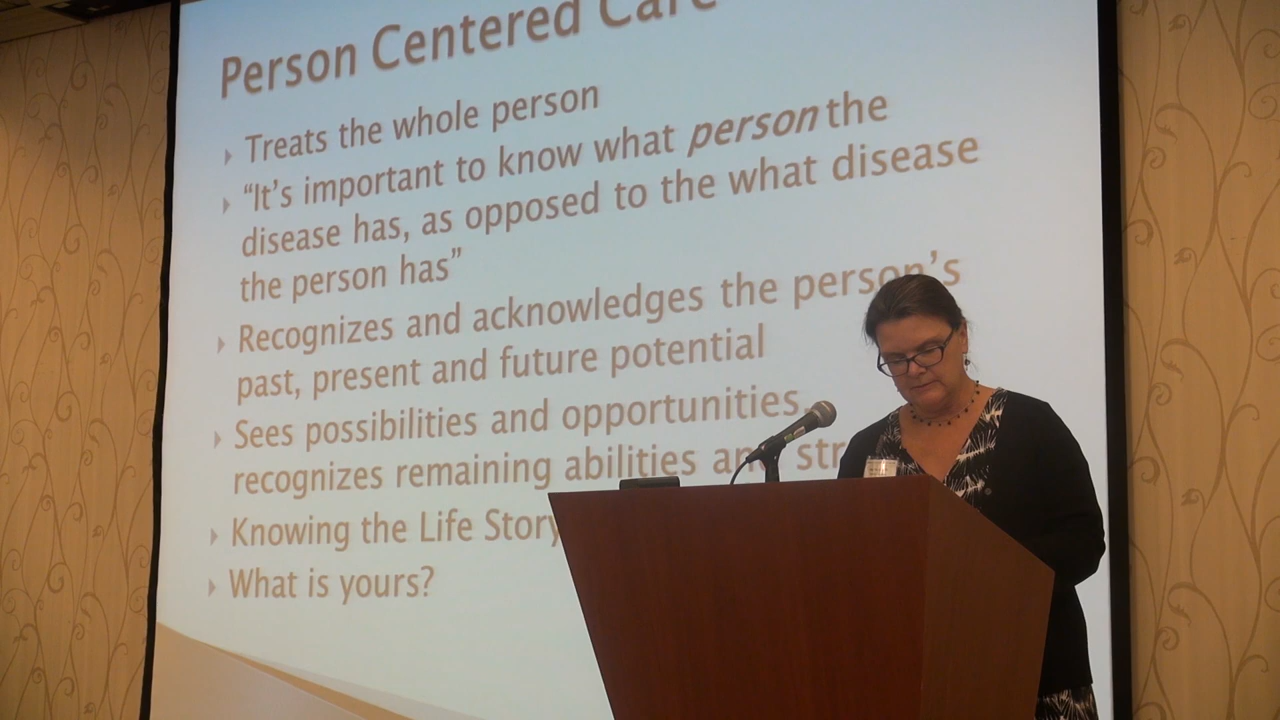 Person Centered Care
Treats the whole person
“It’s important to know what person the
disease has, as opposed to the what disease
the person has”
Recognizes and acknowledges the person’s
past, present and future potential
Sees possibilities and opportunities,
recognizes remaining abilities and str
Knowing the Life Story
What is yours?